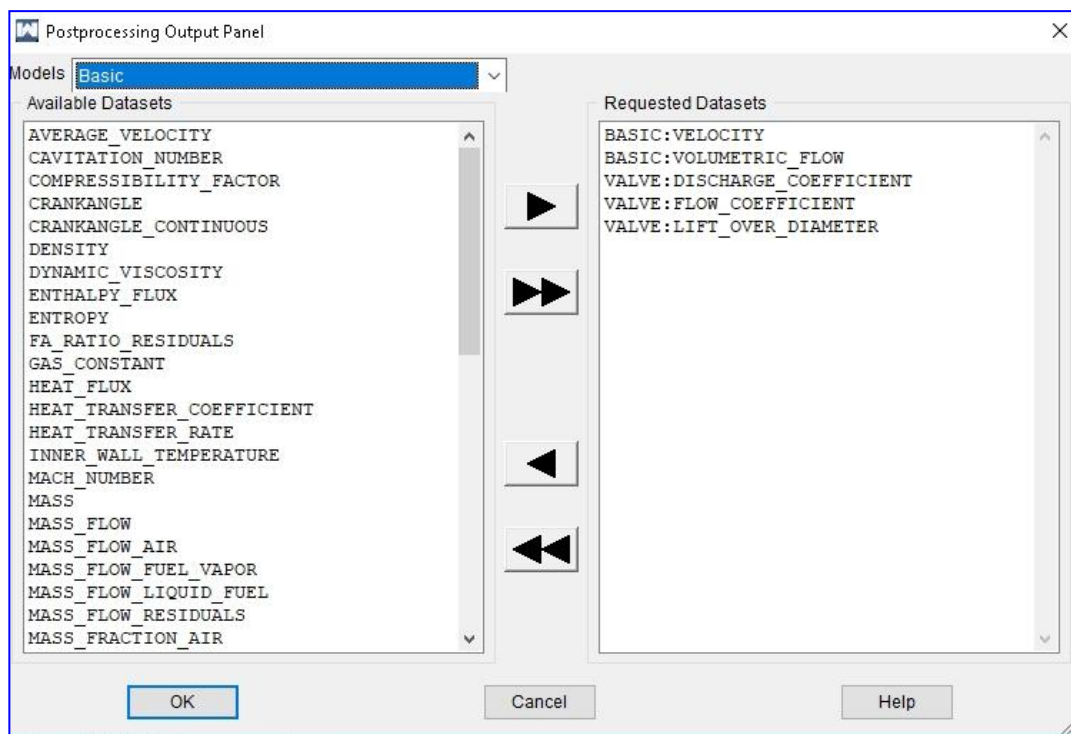 Postprocessing Output Panel
Models Basic
Available Datasets
AVERAGE_VELOCITY
CAVITATION_NUMBER
COMPRESSIBILITY_FACTOR
CRANKANGLE
CRANKANGLE_CONTINUOUS
DENSITY
DYNAMIC_VISCOSITY
ENTHALPY_FLUX
ENTROPY
FA_RATIO_RESIDUALS
GAS_CONSTANT
HEAT_FLUX
HEAT_TRANSFER_COEFFICIENT
HEAT_TRANSFER_RATE
INNER_WALL_TEMPERATURE
MACH_NUMBER
MASS
MASS_FLOW
MASS_FLOW_AIR
MASS_FLOW_FUEL_VAPOR
MASS_FLOW_LIQUID_FUEL
MASS_FLOW_RESIDUALS
MASS_FRACTION_AIR
Requested Datasets
BASIC:VELOCITY
BASIC:VOLUMETRIC_FLOW
VALVE:DISCHARGE_COEFFICIENT
VALVE:FLOW_COEFFICIENT
VALVE:LIFT_OVER_DIAMETER
OK
Cancel
Help